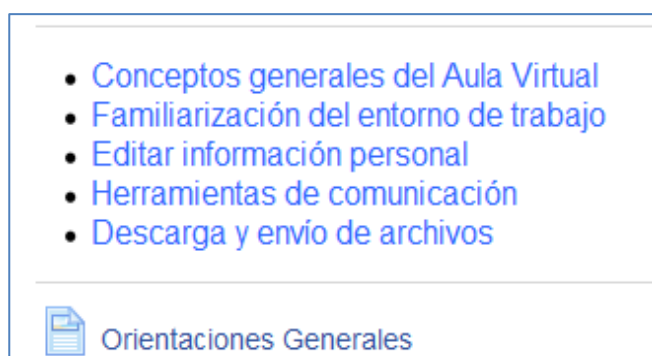 Conceptos generales del Aula Virtual
Familiarización del entorno de trabajo
Editar información personal
Herramientas de comunicación
Descarga y envío de archivos
Orientaciones Generales